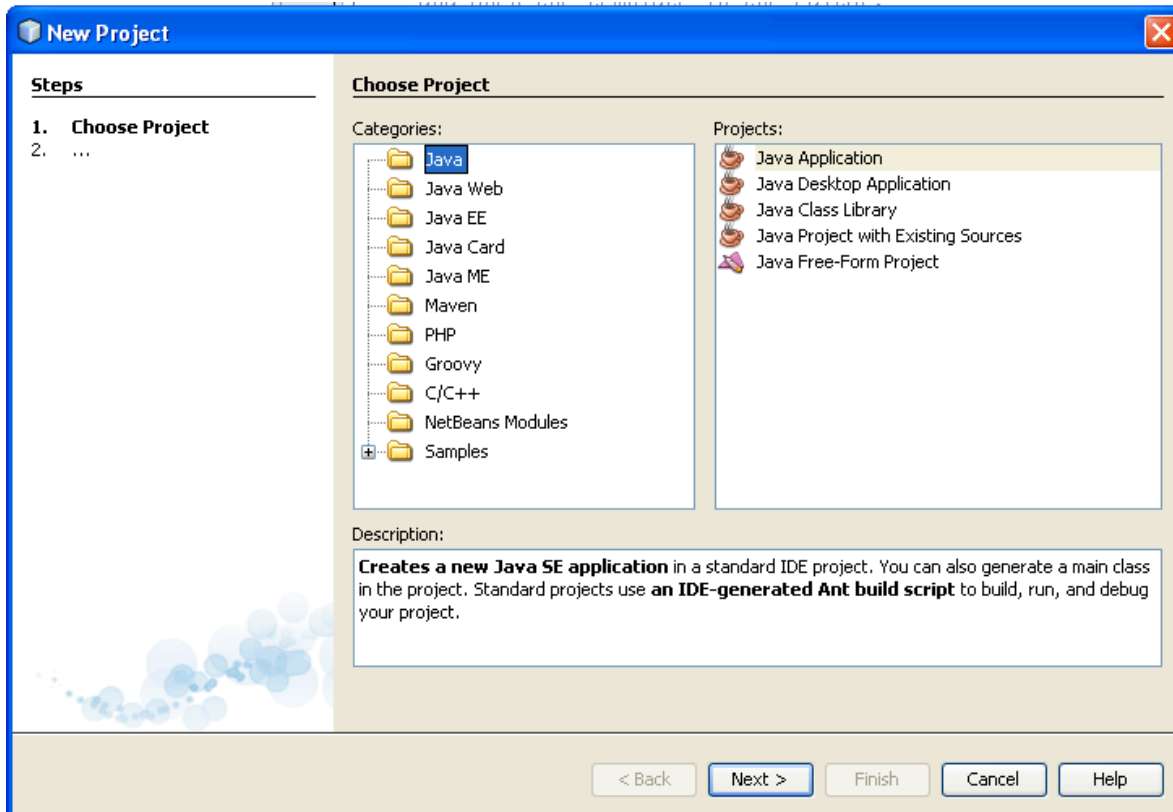 New Project
Steps
1. Choose Project
2. ...
Choose Project
Categories:
Java
Java Web
Java EE
Java Card
Java ME
Maven
PHP
Groovy
C/C++
NetBeans Modules
Samples
Projects:
Java Application
Java Desktop Application
Java Class Library
Java Project with Existing Sources
Java Free-Form Project
Description:
Creates a new Java SE application in a standard IDE project. You can also generate a main class
in the project. Standard projects use an IDE-generated Ant build script to build, run, and debug
your project.
< Back
Next >
Finish
Cancel
Help